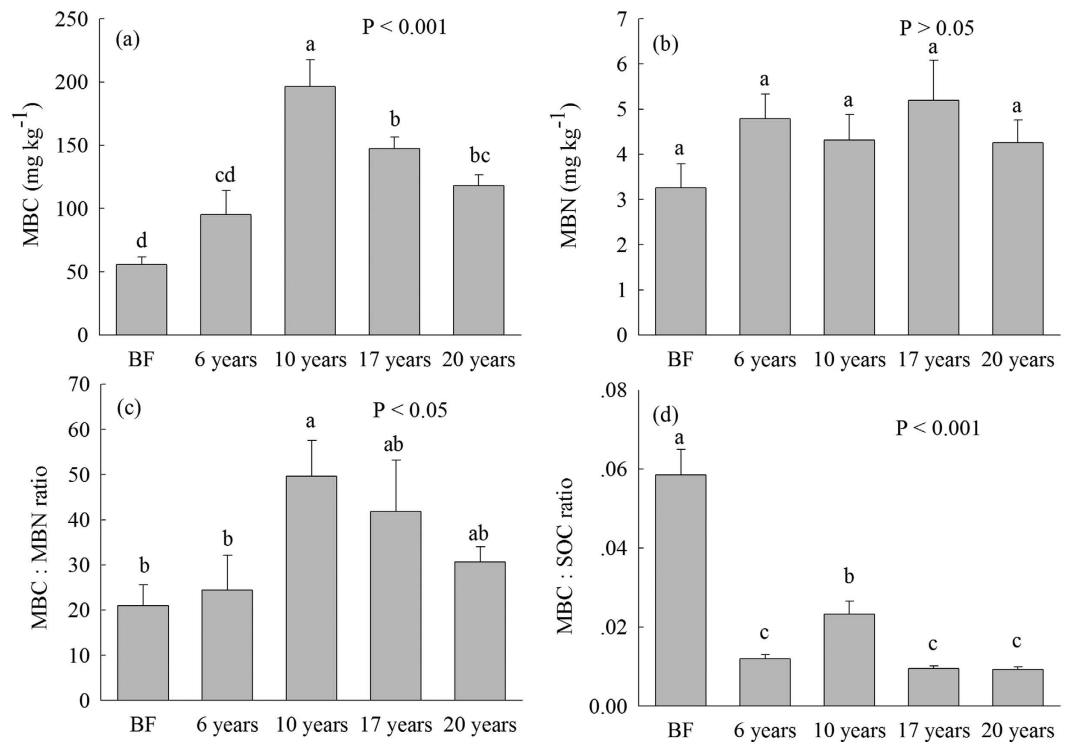 (a)
P < 0.001
MBC (mg kg⁻¹)
250
200
150
100
50
0
d
cd
a
b
bc
BF
6 years
10 years
17 years
20 years
(b)
P > 0.05
MBN (mg kg⁻¹)
7
6
5
4
3
2
1
0
a
a
a
a
a
BF
6 years
10 years
17 years
20 years
(c)
P < 0.05
MBC : MBN ratio
70
60
50
40
30
20
10
0
b
b
a
ab
ab
BF
6 years
10 years
17 years
20 years
(d)
P < 0.001
MBC : SOC ratio
.08
.06
.04
.02
0.00
a
c
b
c
c
BF
6 years
10 years
17 years
20 years